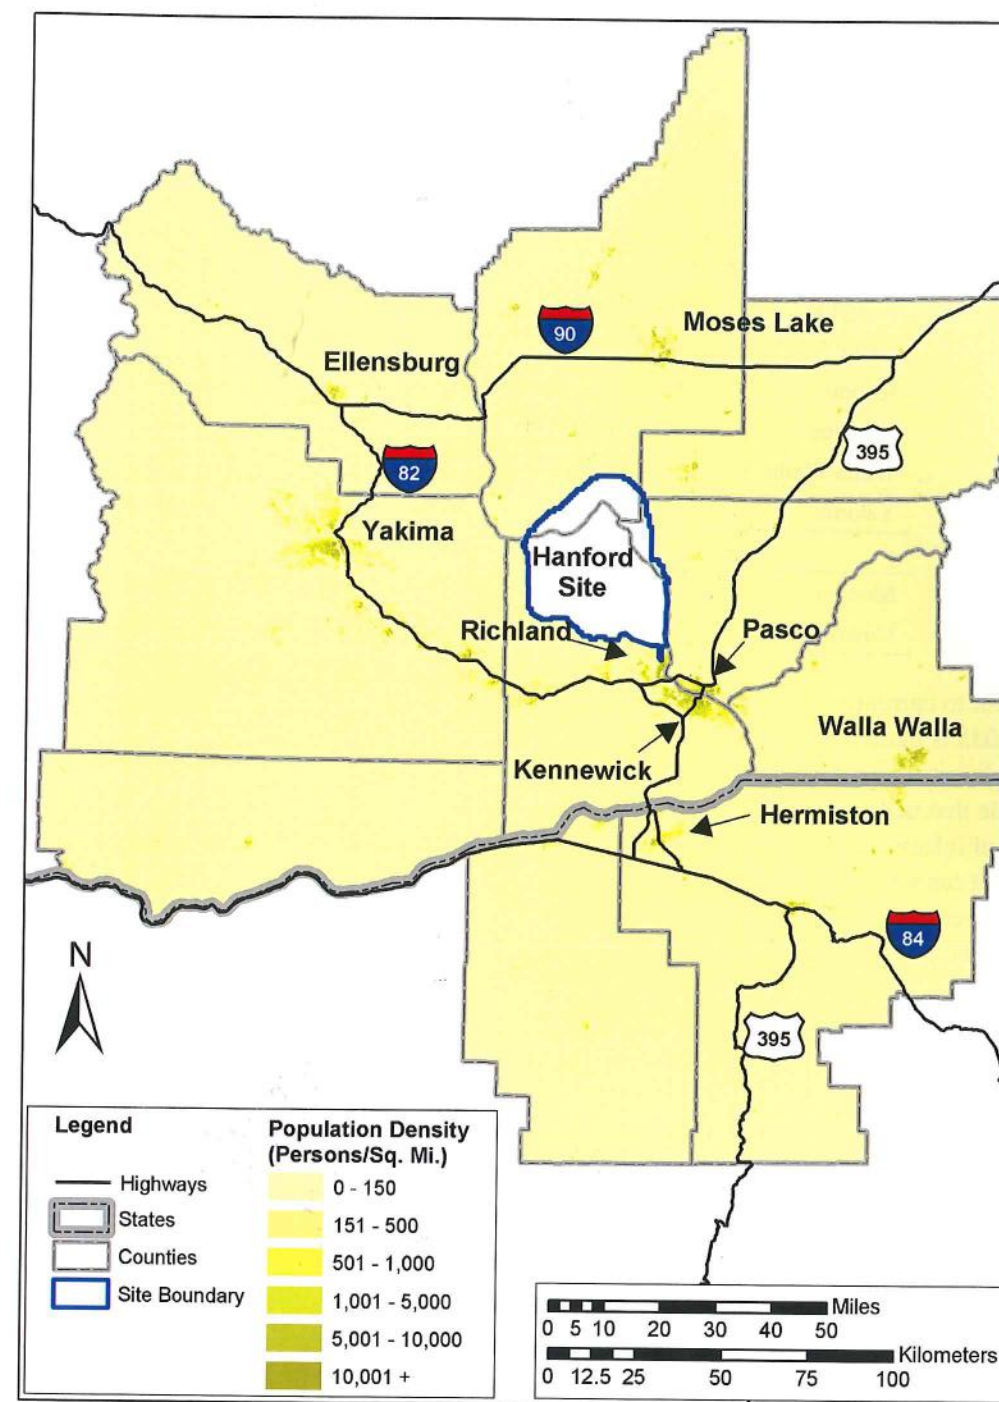 90
Moses Lake
Ellensburg
395
82
Yakima
Hanford
Site
Richland
Pasco
Walla Walla
Kennewick
Hermiston
84
N
395
Legend
Highways
States
Counties
Site Boundary
Population Density
(Persons/Sq. Mi.)
0 - 150
151 - 500
501 - 1,000
1,001 - 5,000
5,001 - 10,000
10,001 +
Miles
0 5 10 20 30 40 50
Kilometers
0 12.5 25 50 75 100